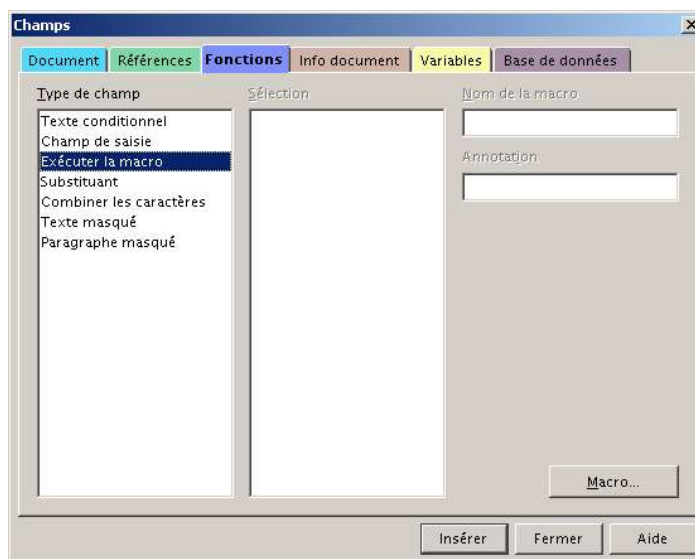 Champs
Document Références Fonctions Info document Variables Base de données
Type de champ
Texte conditionnel
Champ de saisie
Exécuter la macro
Substituant
Combiner les caractères
Texte masqué
Paragraphe masqué
Sélection
Nom de la macro
Annotation
Macro...
Insérer Fermer Aide